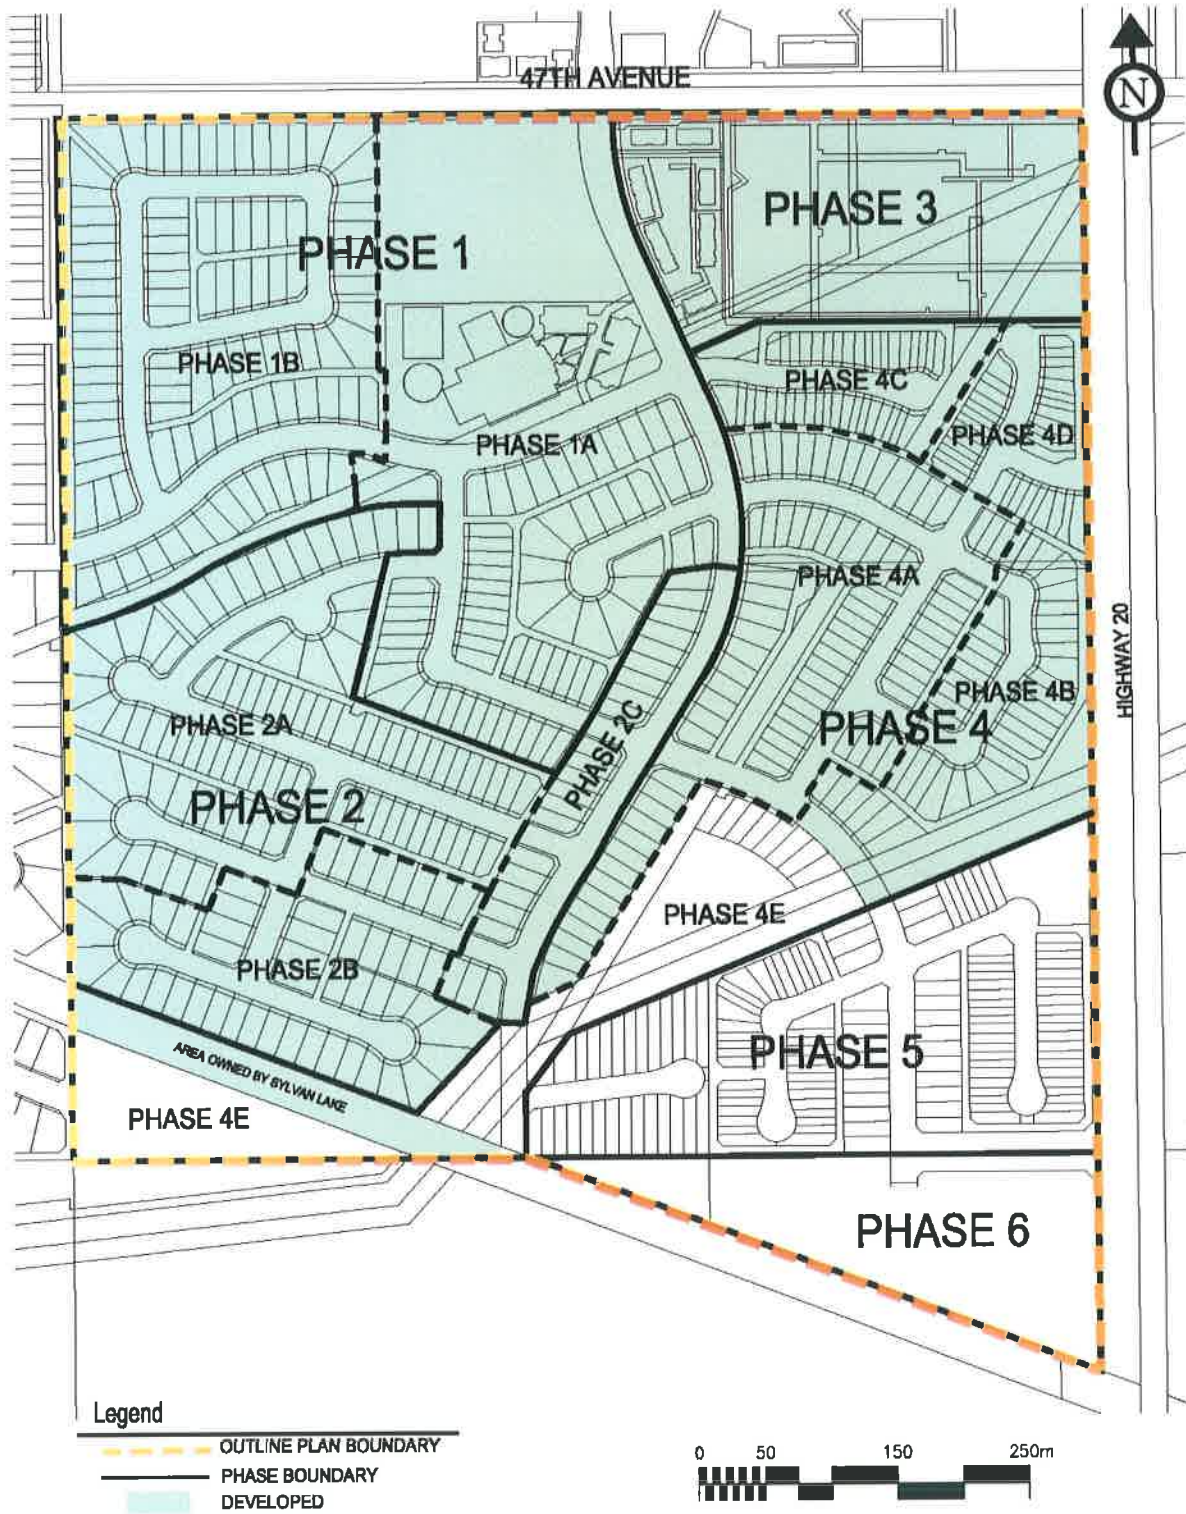 47TH AVENUE
N
PHASE 3
PHASE 1
PHASE 1B
PHASE 4C
PHASE 1A
PHASE 4D
PHASE 4A
HIGHWAY 20
PHASE 4B
PHASE 2A
PHASE 2C
PHASE 4
PHASE 2
PHASE 4E
PHASE 2B
PHASE 5
AREA OWNED BY SYLVAN LAKE
PHASE 4E
PHASE 6
Legend
OUTLINE PLAN BOUNDARY
PHASE BOUNDARY
DEVELOPED
0 50 150 250m